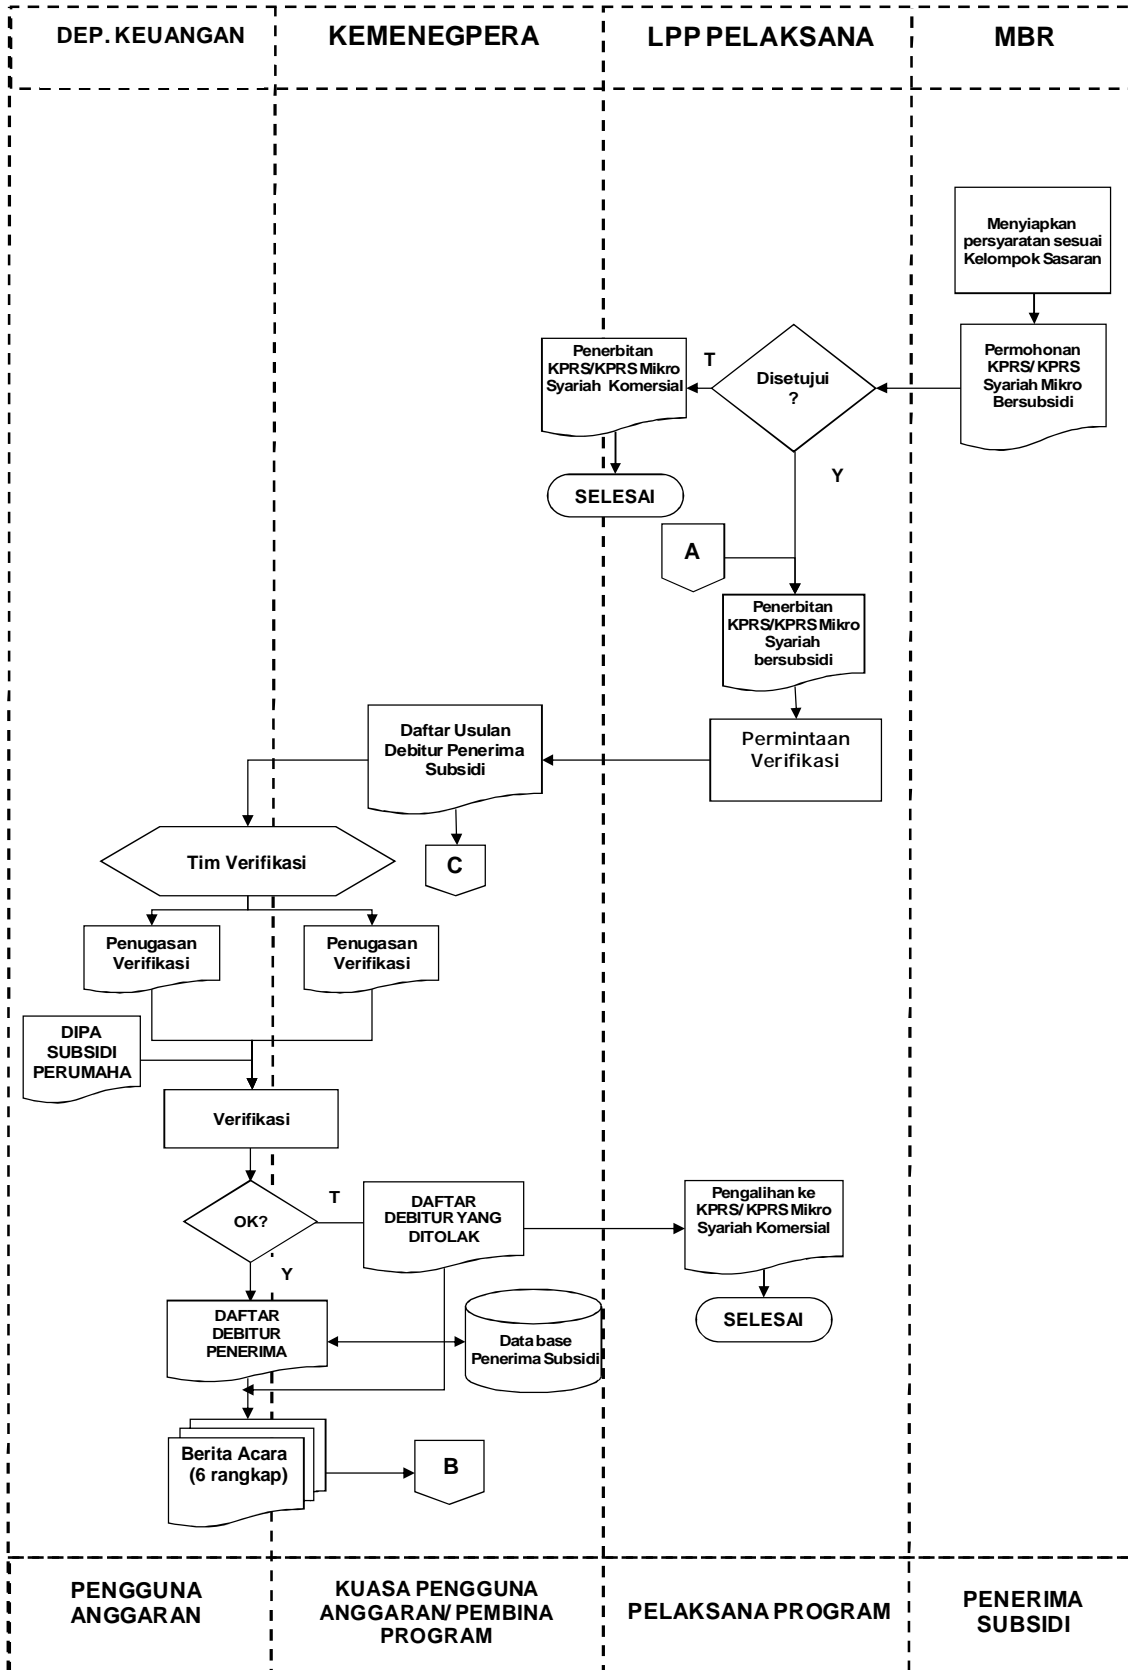 DEP. KEUANGAN
KEMENEGPERA
LPP PELAKSANA
MBR
Menyiapkan
persyaratan sesuai
Kelompok Sasaran
Permohonan
KPRS/ KPRS
Syariah Mikro
Bersubsidi
Disetujui
?
T
Penerbitan
KPRS/KPRS Mikro
Syariah Komersial
SELESAI
Y
A
Penerbitan
KPRS/KPRS Mikro
Syariah
bersubsidi
Permintaan
Verifikasi
Daftar Usulan
Debitur Penerima
Subsidi
C
Tim Verifikasi
Penugasan
Verifikasi
Penugasan
Verifikasi
DIPA
SUBSIDI
PERUMAHA
Verifikasi
OK?
T
DAFTAR
DEBITUR YANG
DITOLAK
Pengalihan ke
KPRS/ KPRS Mikro
Syariah Komersial
SELESAI
Y
DAFTAR
DEBITUR
PENERIMA
Database
Penerima Subsidi
Berita Acara
(6 rangkap)
B
PENGGUNA
ANGGARAN
KUASA PENGGUNA
ANGGARAN/ PEMBINA
PROGRAM
PELAKSANA PROGRAM
PENERIMA
SUBSIDI